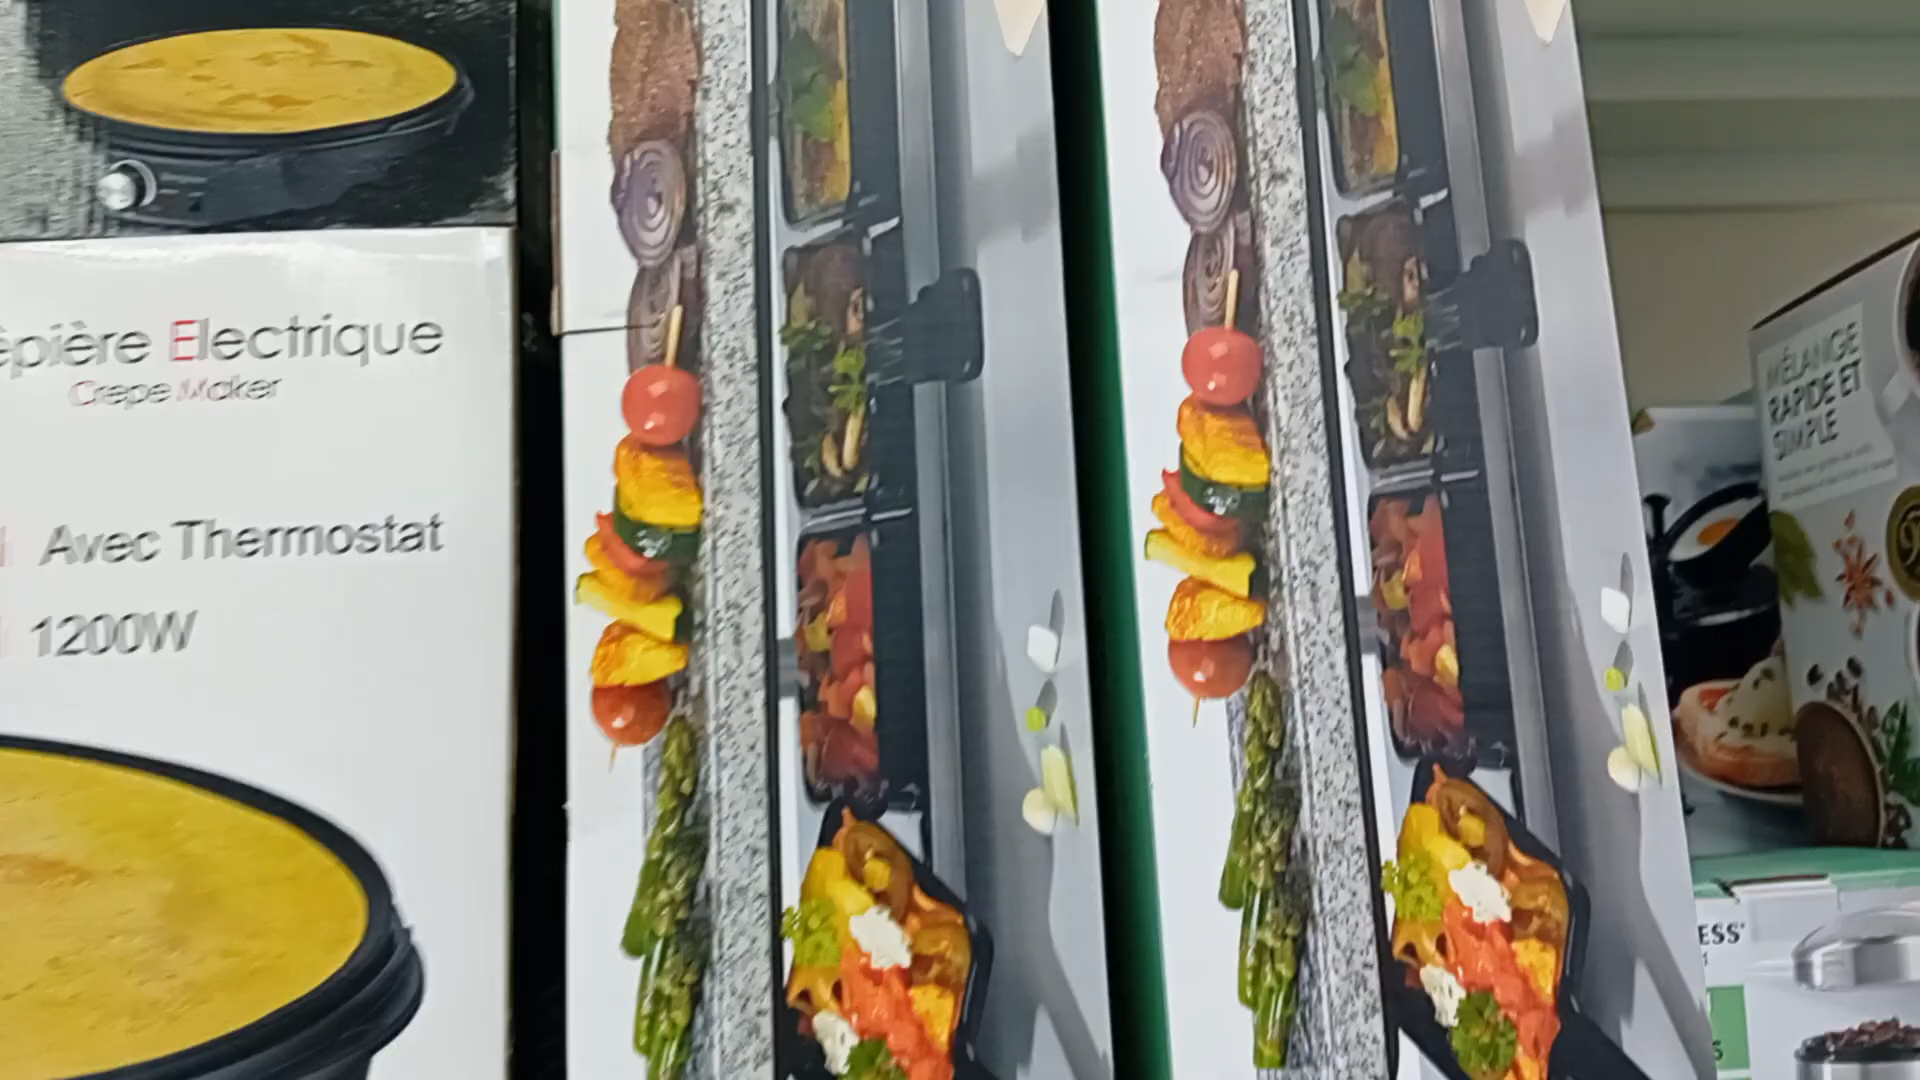 êpière Electrique
Crepe Maker
Avec Thermostat
1200W
MÉLANGE
RAPIDE ET
SIMPLE
ESS